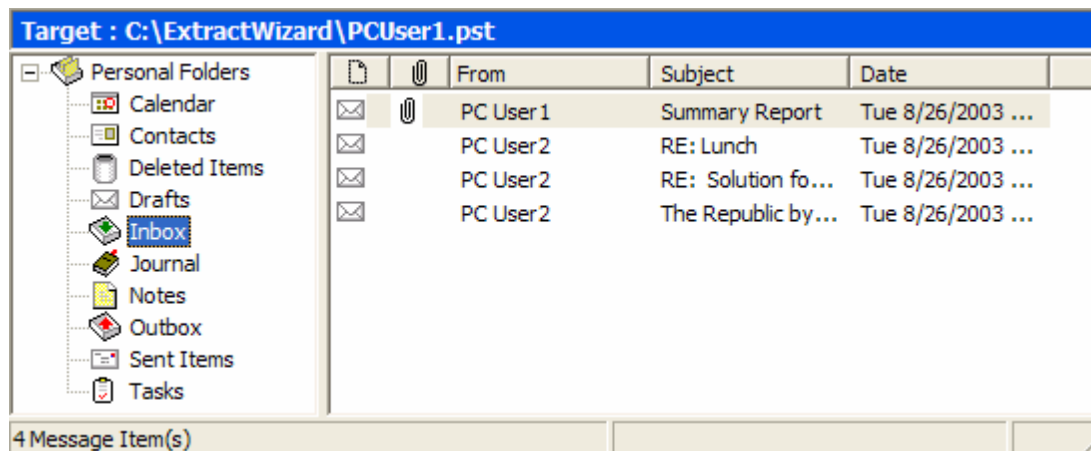 Target : C:\ExtractWizard\PCUser1.pst
Personal Folders
Calendar
Contacts
Deleted Items
Drafts
Inbox
Journal
Notes
Outbox
Sent Items
Tasks
From Subject Date
PC User1 Summary Report Tue 8/26/2003 ...
PC User2 RE: Lunch Tue 8/26/2003 ...
PC User2 RE: Solution fo... Tue 8/26/2003 ...
PC User2 The Republic by... Tue 8/26/2003 ...
4 Message Item(s)